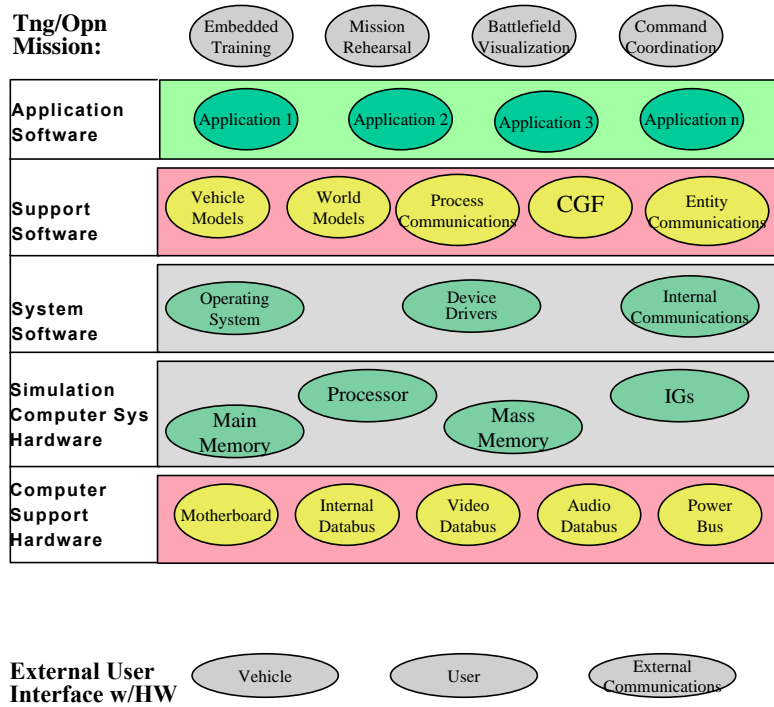 Tng/Opn
Mission:
Embedded
Training
Mission
Rehearsal
Battlefield
Visualization
Command
Coordination
Application
Software
Application 1
Application 2
Application 3
Application n
Support
Software
Vehicle
Models
World
Models
Process
Communications
CGF
Entity
Communications
System
Software
Operating
System
Device
Drivers
Internal
Communications
Simulation
Computer Sys
Hardware
Main
Memory
Processor
Mass
Memory
IGs
Computer
Support
Hardware
Motherboard
Internal
Databus
Video
Databus
Audio
Databus
Power
Bus
External User
Interface w/HW
Vehicle
User
External
Communications